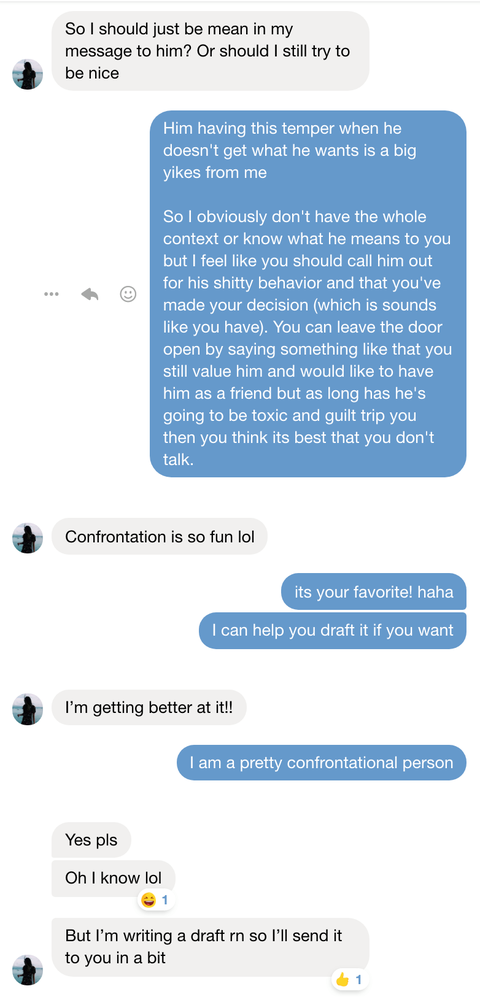 So I should just be mean in my
message to him? Or should I still try to
be nice
Him having this temper when he
doesn't get what he wants is a big
yikes from me
So I obviously don't have the whole
context or know what he means to you
but I feel like you should call him out
for his shitty behavior and that you've
made your decision (which is sounds
like you have). You can leave the door
open by saying something like that you
still value him and would like to have
him as a friend but as long has he's
going to be toxic and guilt trip you
then you think its best that you don't
talk.
Confrontation is so fun lol
its your favorite! haha
I can help you draft it if you want
I'm getting better at it!!
I am a pretty confrontational person
Yes pls
Oh I know lol
1
But I'm writing a draft rn so I'll send it
to you in a bit
1